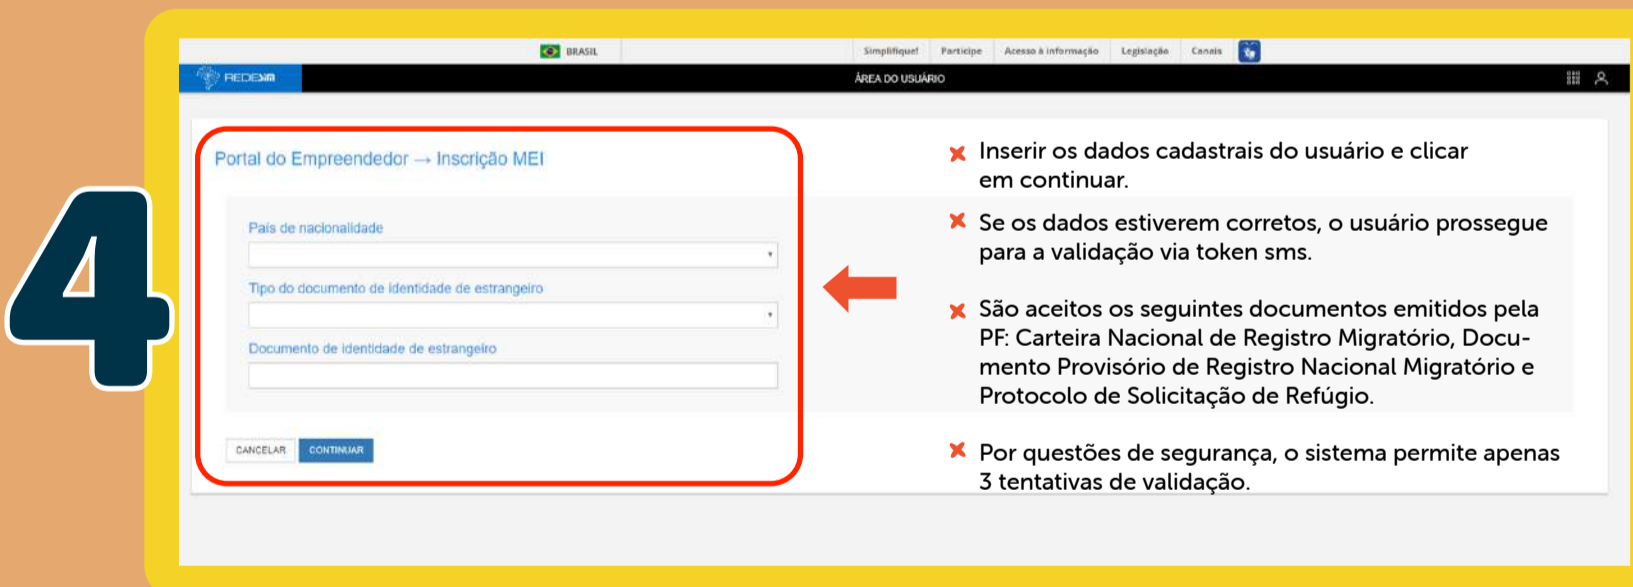 4
BRASIL
Simplifique! Participe Acesso à informação Legislação Canais
REDESIM
ÁREA DO USUÁRIO
Portal do Empreendedor → Inscrição MEI
País de nacionalidade
Tipo do documento de identidade de estrangeiro
Documento de identidade de estrangeiro
CANCELAR CONTINUAR
Inserir os dados cadastrais do usuário e clicar
em continuar.
Se os dados estiverem corretos, o usuário prossegue
para a validação via token sms.
São aceitos os seguintes documentos emitidos pela
PF: Carteira Nacional de Registro Migratório, Docu-
mento Provisório de Registro Nacional Migratório e
Protocolo de Solicitação de Refúgio.
Por questões de segurança, o sistema permite apenas
3 tentativas de validação.